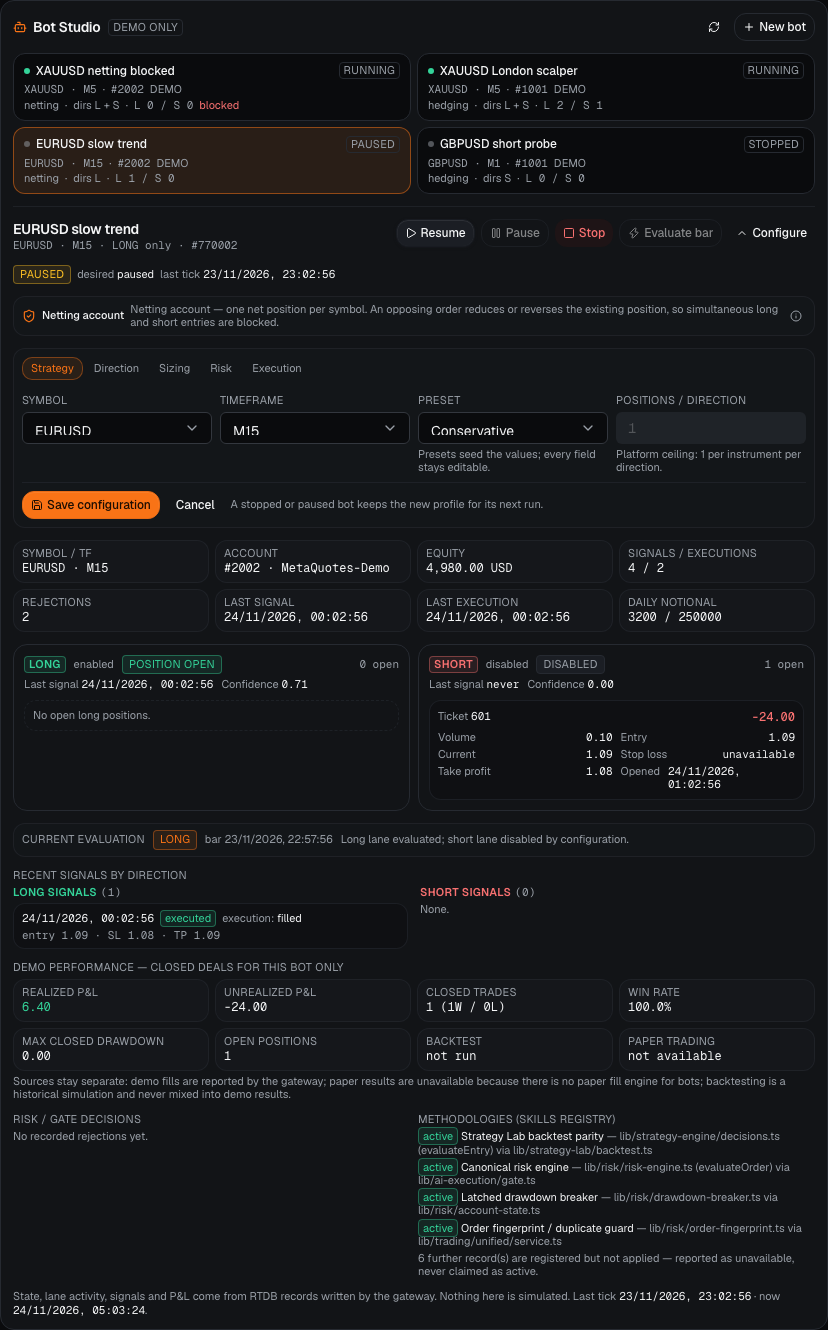 Bot Studio DEMO ONLY New bot
XAUUSD netting blocked RUNNING
XAUUSD · M5 · #2002 DEMO
netting · dirs L + S · L 0 / S 0 blocked
XAUUSD London scalper RUNNING
XAUUSD · M5 · #1001 DEMO
hedging · dirs L + S · L 2 / S 1
EURUSD slow trend PAUSED
EURUSD · M15 · #2002 DEMO
netting · dirs L · L 1 / S 0
GBPUSD short probe STOPPED
GBPUSD · M1 · #1001 DEMO
hedging · dirs S · L 0 / S 0
EURUSD slow trend
EURUSD · M15 · LONG only · #770002
Resume Pause Stop Evaluate bar Configure
PAUSED desired paused last tick 23/11/2026, 23:02:56
Netting account Netting account — one net position per symbol. An opposing order reduces or reverses the existing position, so simultaneous long
and short entries are blocked.
Strategy Direction Sizing Risk Execution
SYMBOL TIMEFRAME PRESET POSITIONS / DIRECTION
EURUSD M15 Conservative 1
Presets seed the values; every field
stays editable.
Platform ceiling: 1 per instrument per
direction.
Save configuration Cancel A stopped or paused bot keeps the new profile for its next run.
SYMBOL / TF
EURUSD · M15
ACCOUNT
#2002 · MetaQuotes-Demo
EQUITY
4,980.00 USD
SIGNALS / EXECUTIONS
4 / 2
REJECTIONS
2
LAST SIGNAL
24/11/2026, 00:02:56
LAST EXECUTION
24/11/2026, 00:02:56
DAILY NOTIONAL
3200 / 250000
LONG enabled POSITION OPEN 0 open
Last signal 24/11/2026, 00:02:56 Confidence 0.71
No open long positions.
SHORT disabled DISABLED 1 open
Last signal never Confidence 0.00
Ticket 601 -24.00
Volume 0.10 Entry 1.09
Current 1.09 Stop loss unavailable
Take profit 1.08 Opened 24/11/2026,
01:02:56
CURRENT EVALUATION LONG bar 23/11/2026, 22:57:56 Long lane evaluated; short lane disabled by configuration.
RECENT SIGNALS BY DIRECTION
LONG SIGNALS (1)
24/11/2026, 00:02:56 executed execution: filled
entry 1.09 · SL 1.08 · TP 1.09
SHORT SIGNALS (0)
None.
DEMO PERFORMANCE — CLOSED DEALS FOR THIS BOT ONLY
REALIZED P&L
6.40
UNREALIZED P&L
-24.00
CLOSED TRADES
1 (1W / 0L)
WIN RATE
100.0%
MAX CLOSED DRAWDOWN
0.00
OPEN POSITIONS
1
BACKTEST
not run
PAPER TRADING
not available
Sources stay separate: demo fills are reported by the gateway; paper results are unavailable because there is no paper fill engine for bots; backtesting is a
historical simulation and never mixed into demo results.
RISK / GATE DECISIONS
No recorded rejections yet.
METHODOLOGIES (SKILLS REGISTRY)
active Strategy Lab backtest parity — lib/strategy-engine/decisions.ts
(evaluateEntry) via lib/strategy-lab/backtest.ts
active Canonical risk engine — lib/risk/risk-engine.ts (evaluateOrder) via
lib/ai-execution/gate.ts
active Latched drawdown breaker — lib/risk/drawdown-breaker.ts via
lib/risk/account-state.ts
active Order fingerprint / duplicate guard — lib/risk/order-fingerprint.ts via
lib/trading/unified/service.ts
6 further record(s) are registered but not applied — reported as unavailable,
never claimed as active.
State, lane activity, signals and P&L come from RTDB records written by the gateway. Nothing here is simulated. Last tick 23/11/2026, 23:02:56 · now
24/11/2026, 05:03:24.